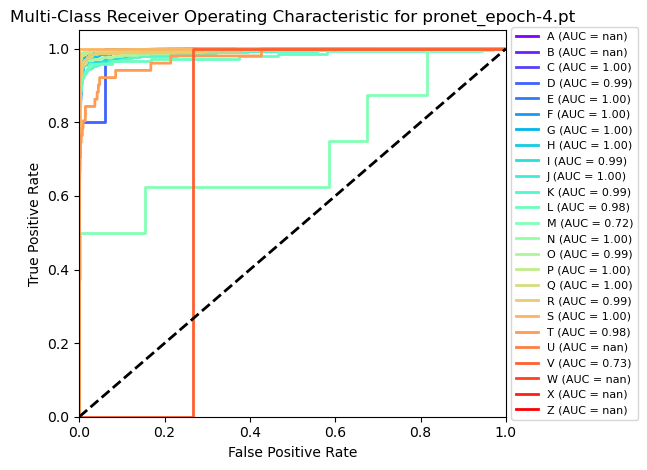 Multi-Class Receiver Operating Characteristic for pronet_epoch-4.pt
1.0
0.8
0.6
0.4
0.2
0.0
True Positive Rate
0.0 0.2 0.4 0.6 0.8 1.0
False Positive Rate
A (AUC = nan)
B (AUC = nan)
C (AUC = 1.00)
D (AUC = 0.99)
E (AUC = 1.00)
F (AUC = 1.00)
G (AUC = 1.00)
H (AUC = 1.00)
I (AUC = 0.99)
J (AUC = 1.00)
K (AUC = 0.99)
L (AUC = 0.98)
M (AUC = 0.72)
N (AUC = 1.00)
O (AUC = 0.99)
P (AUC = 1.00)
Q (AUC = 1.00)
R (AUC = 0.99)
S (AUC = 1.00)
T (AUC = 0.98)
U (AUC = nan)
V (AUC = 0.73)
W (AUC = nan)
X (AUC = nan)
Z (AUC = nan)